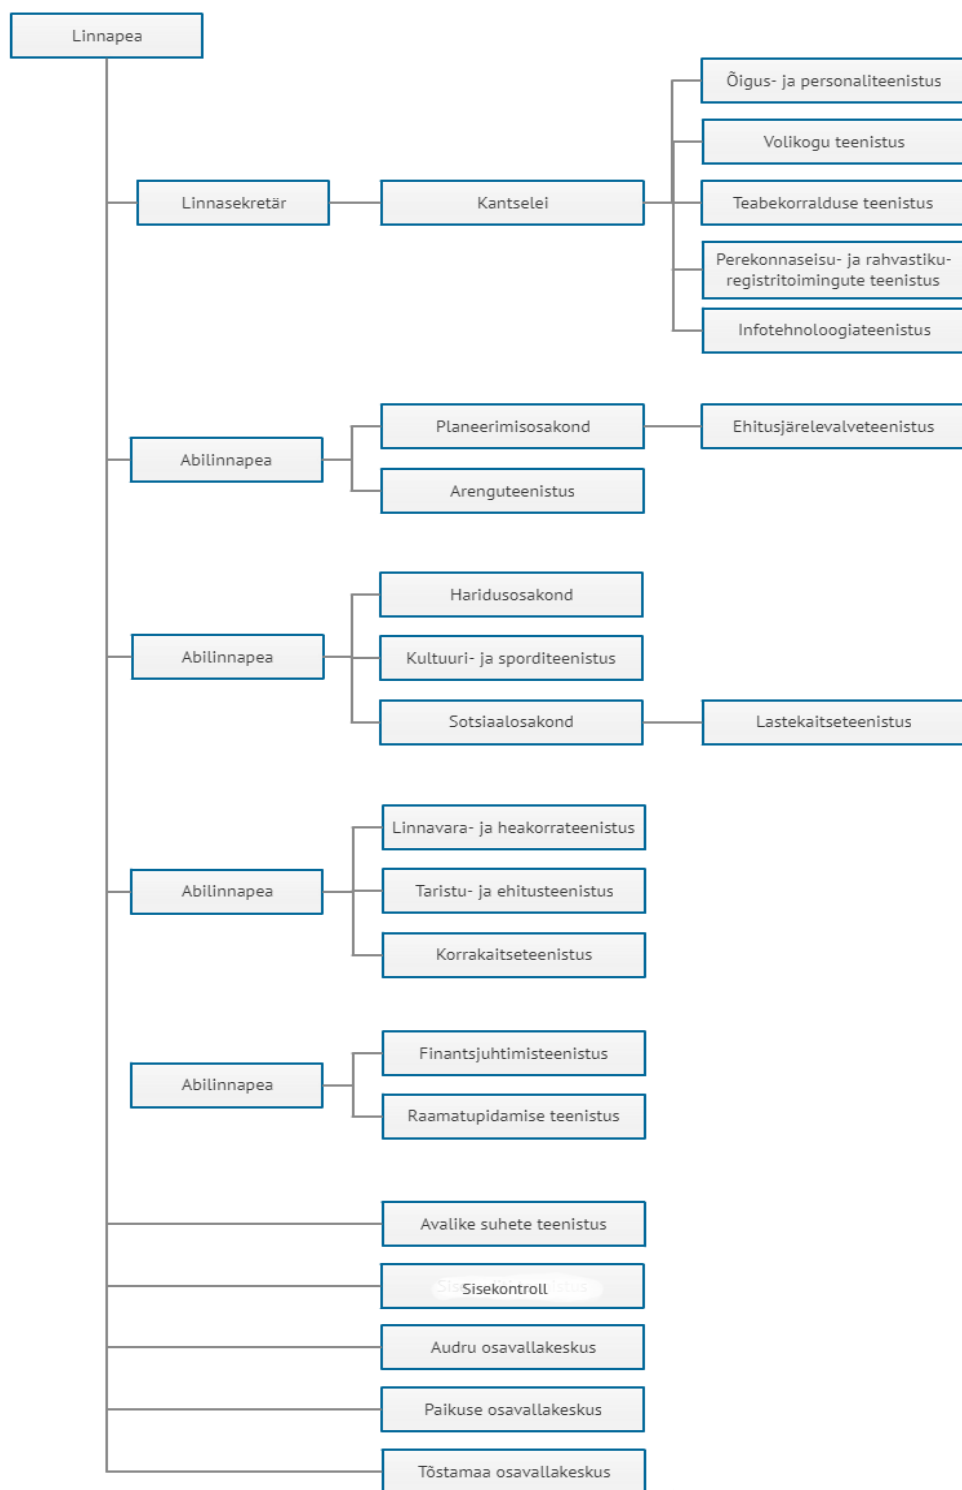 Linnapea
Linnasekretär
Kantselei
Õigus- ja personaliteenistus
Volikogu teenistus
Teabekorralduse teenistus
Perekonnaseisu- ja rahvastiku-
registritoimingute teenistus
Infotehnoloogiateenistus
Abilinnapea
Planeerimisosakond
Ehitusjärelevalveteenistus
Arenguteenistus
Abilinnapea
Haridusosakond
Kultuuri- ja sporditeenistus
Sotsiaalosakond
Lastekaitseteenistus
Abilinnapea
Linnavara- ja heakorrateenistus
Taristu- ja ehitusteenistus
Korrakaitseteenistus
Abilinnapea
Finantsjuhtimisteenistus
Raamatupidamise teenistus
Avalike suhete teenistus
Sisekontroll
Audru osavallakeskus
Paikuse osavallakeskus
Tõstamaa osavallakeskus